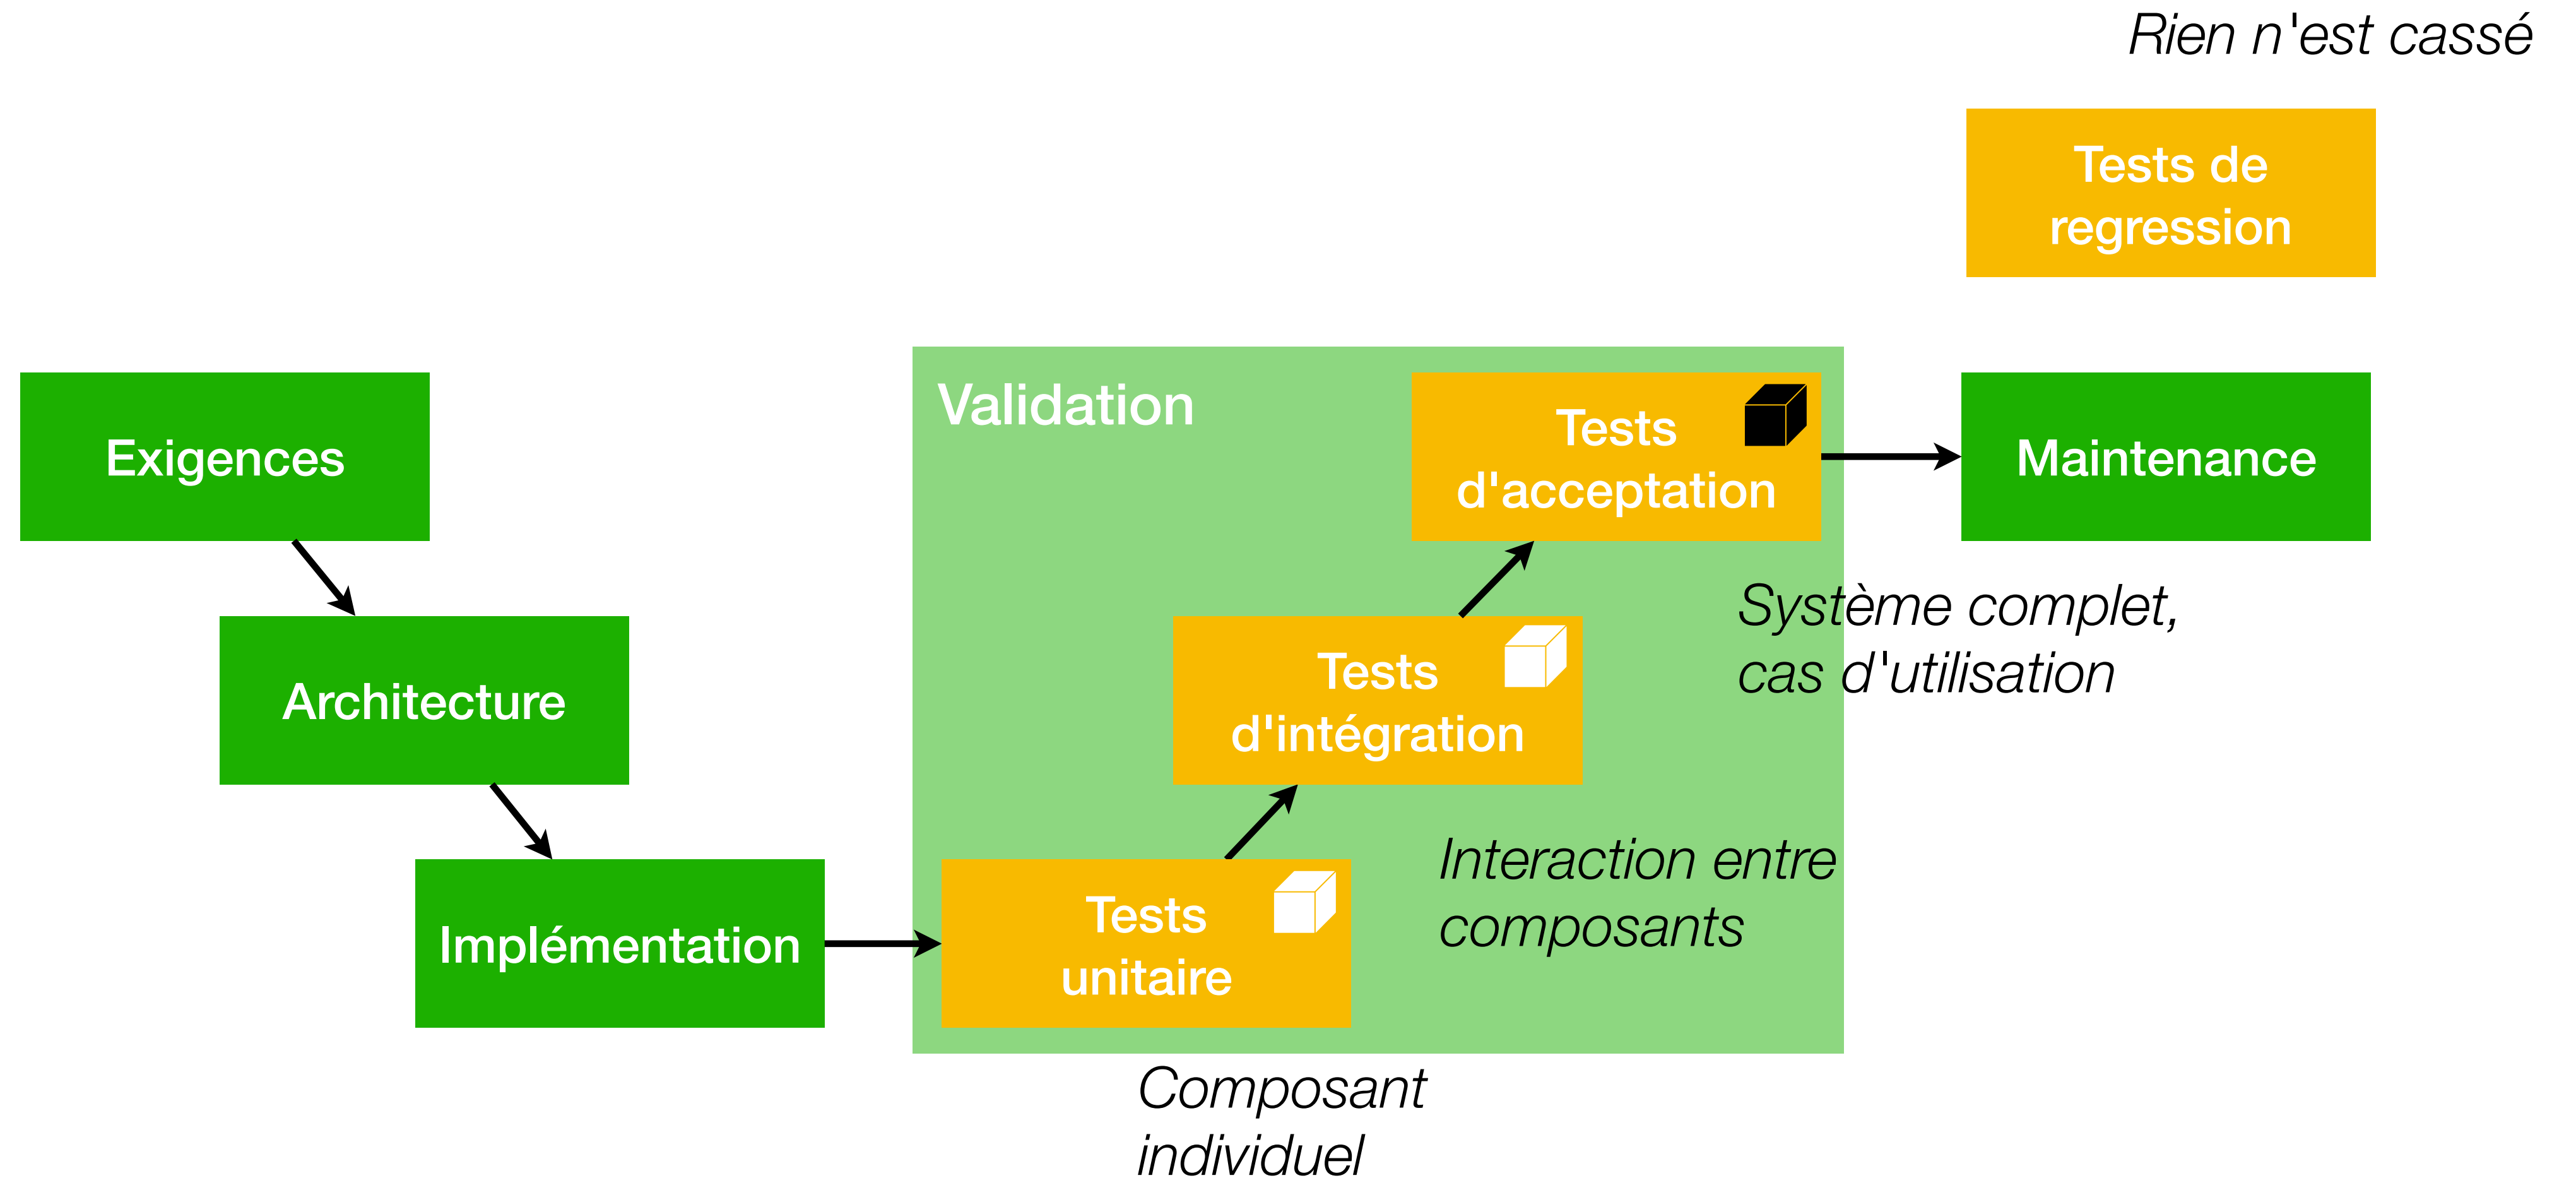 Rien n'est cassé
Tests de
regression
Validation
Exigences
Tests
d'acceptation
Maintenance
Système complet,
cas d'utilisation
Architecture
Tests
d'intégration
Interaction entre
composants
Implémentation
Tests
unitaire
Composant
individuel